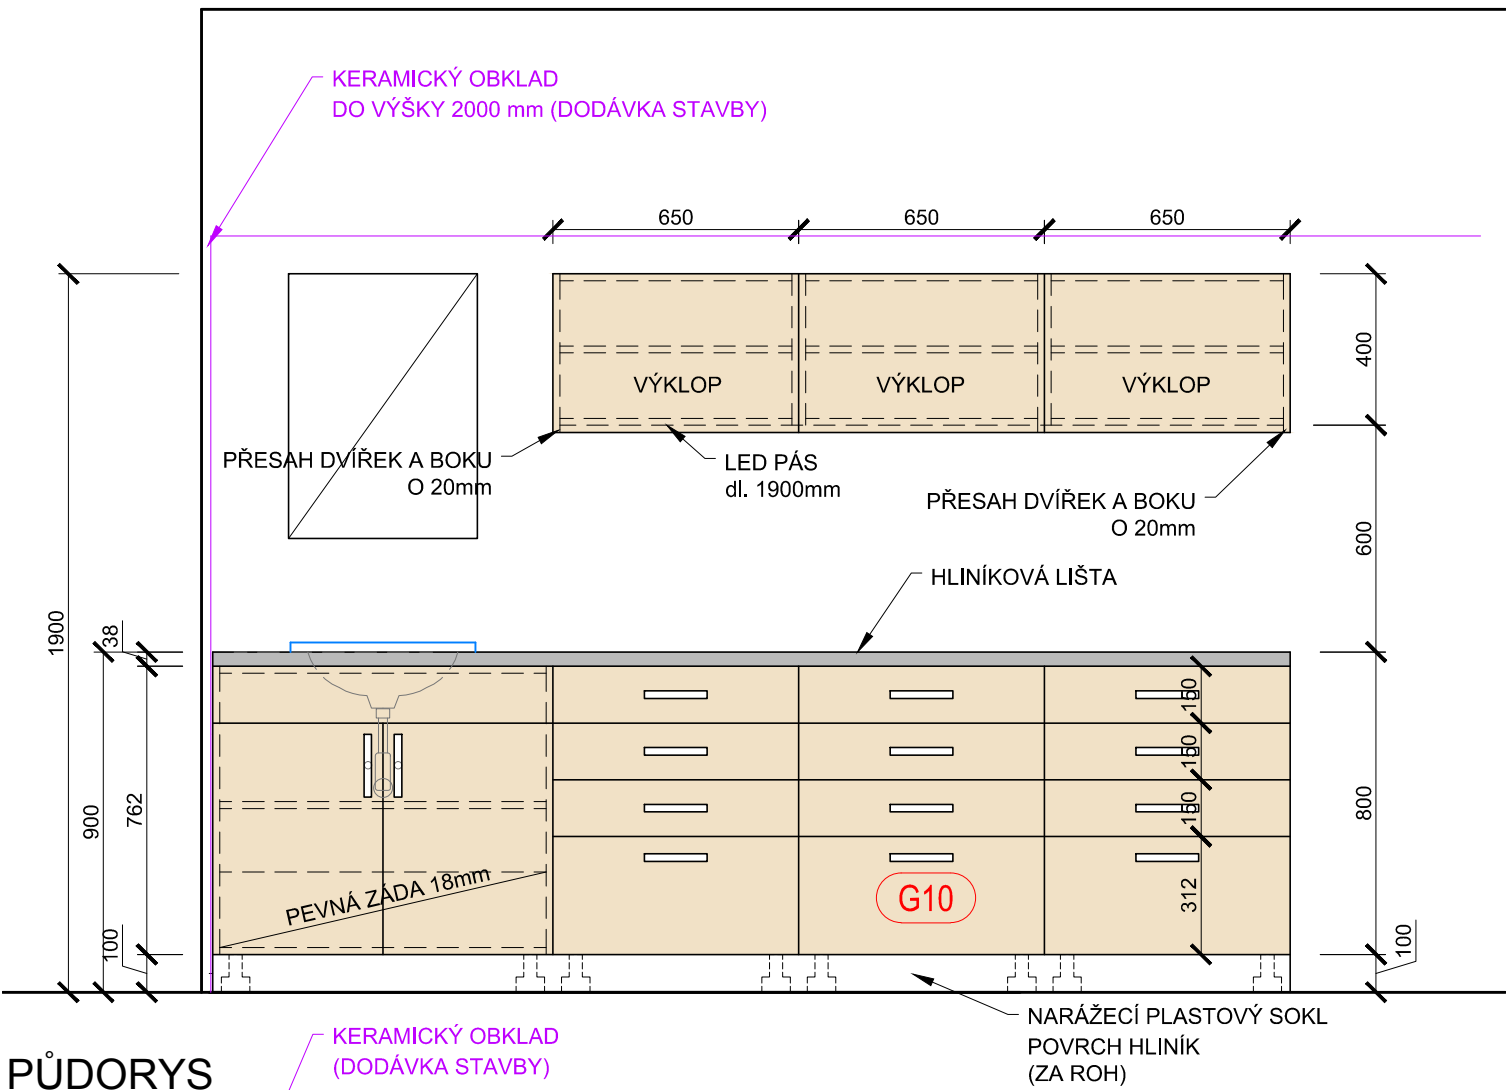 KERAMICKÝ OBKLAD
DO VÝŠKY 2000 mm (DODÁVKA STAVBY)
650
650
650
400
VÝKLOP
VÝKLOP
VÝKLOP
PŘESAH DVÍŘEK A BOKU
O 20mm
LED PÁS
dl. 1900mm
PŘESAH DVÍŘEK A BOKU
O 20mm
600
HLINÍKOVÁ LIŠTA
1900
38
150
150
150
900
762
800
PEVNÁ ZÁDA 18mm
G10
312
100
100
NARÁŽECÍ PLASTOVÝ SOKL
POVRCH HLINÍK
(ZA ROH)
KERAMICKÝ OBKLAD
(DODÁVKA STAVBY)
PŮDORYS